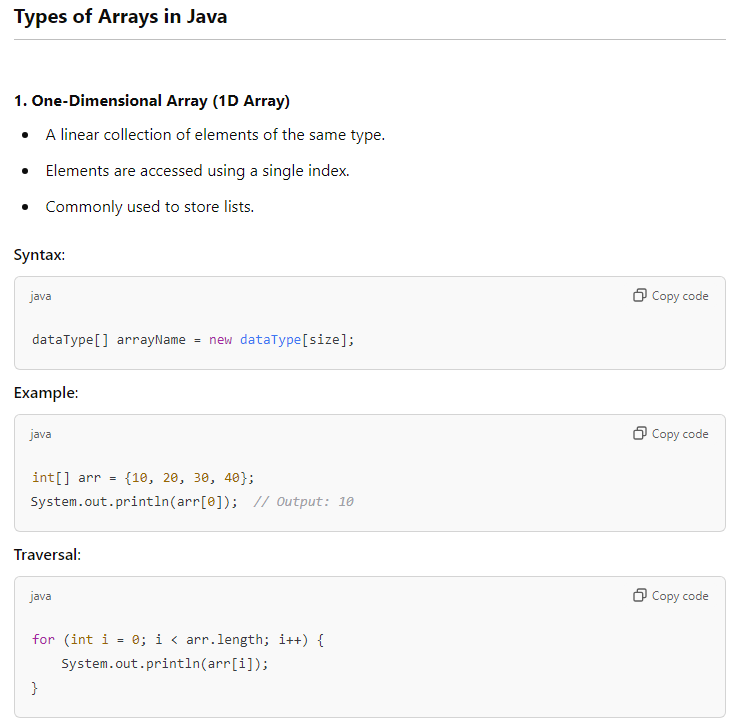 Types of Arrays in Java
1. One-Dimensional Array (1D Array)
• A linear collection of elements of the same type.
• Elements are accessed using a single index.
• Commonly used to store lists.
Syntax:
java Copy code
dataType[] arrayName = new dataType[size];
Example:
java Copy code
int[] arr = {10, 20, 30, 40};
System.out.println(arr[0]);  // Output: 10
Traversal:
java Copy code
for (int i = 0; i < arr.length; i++) {
    System.out.println(arr[i]);
}